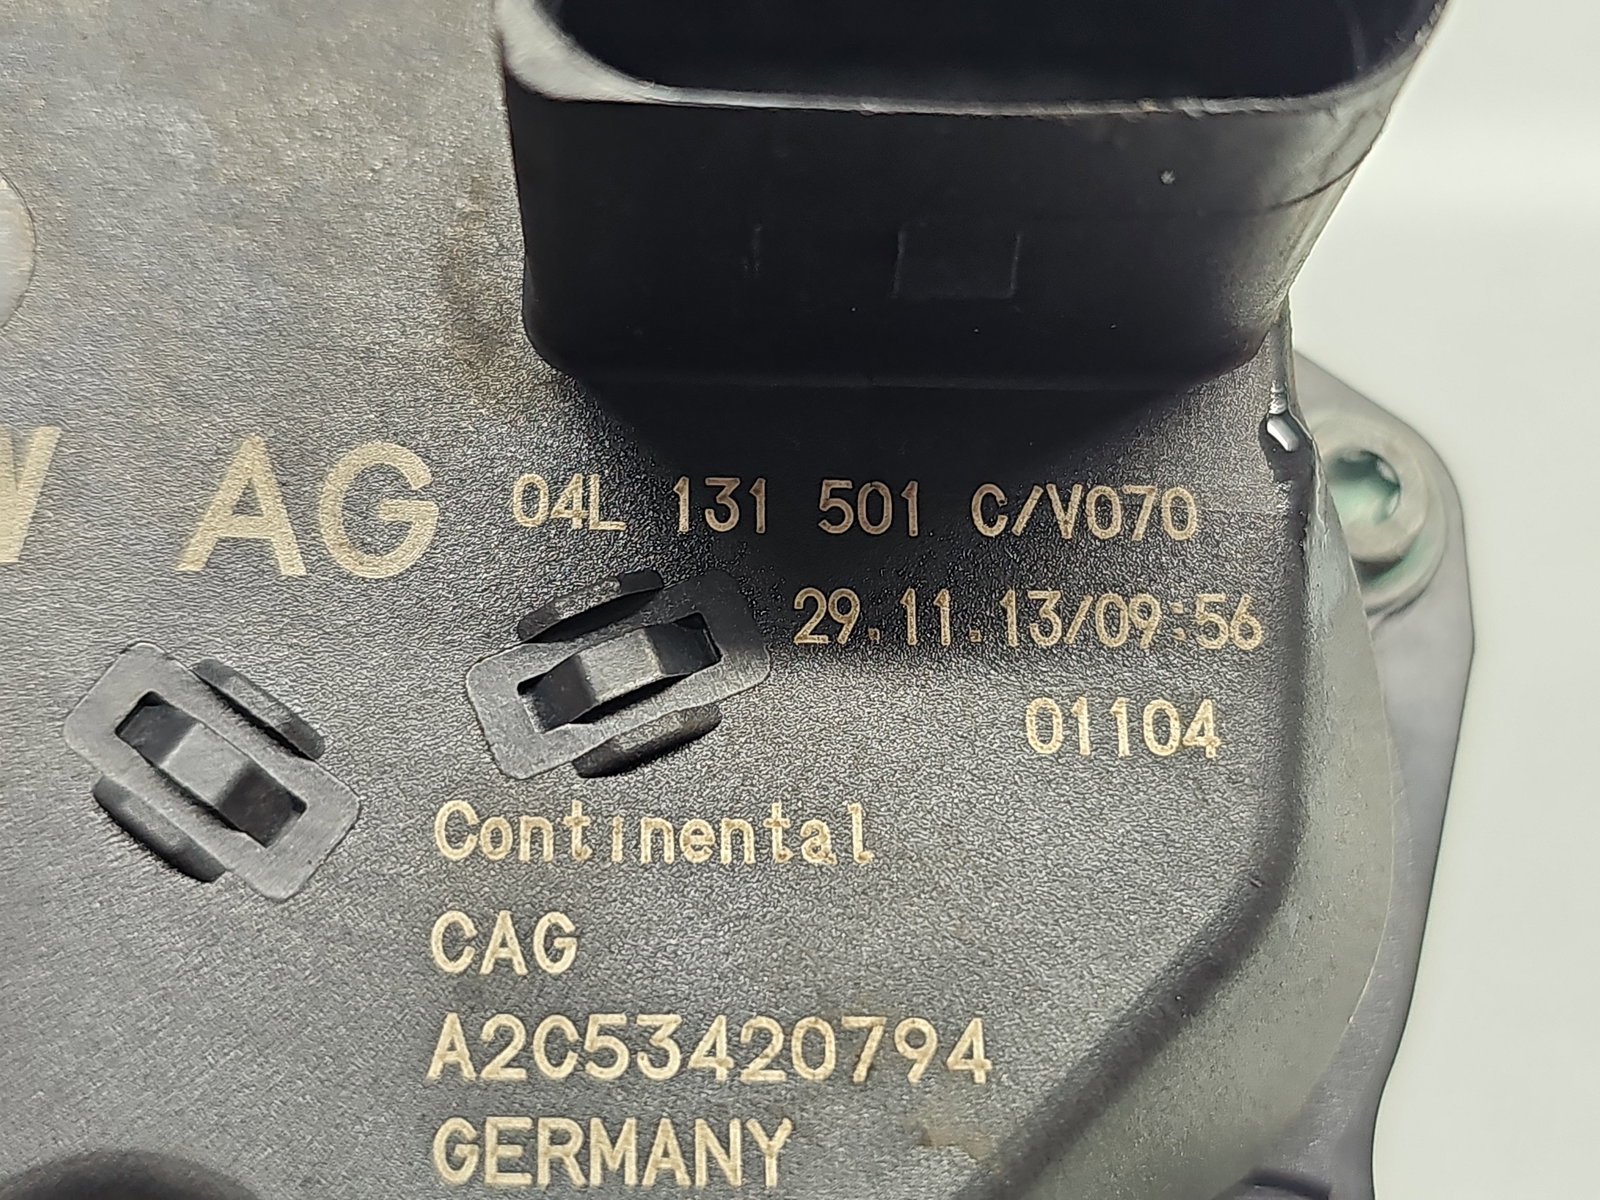 W AG 04L 131 501 C/V070
29.11.13/09:56
01104
Continental
CAG
A2C53420794
GERMANY